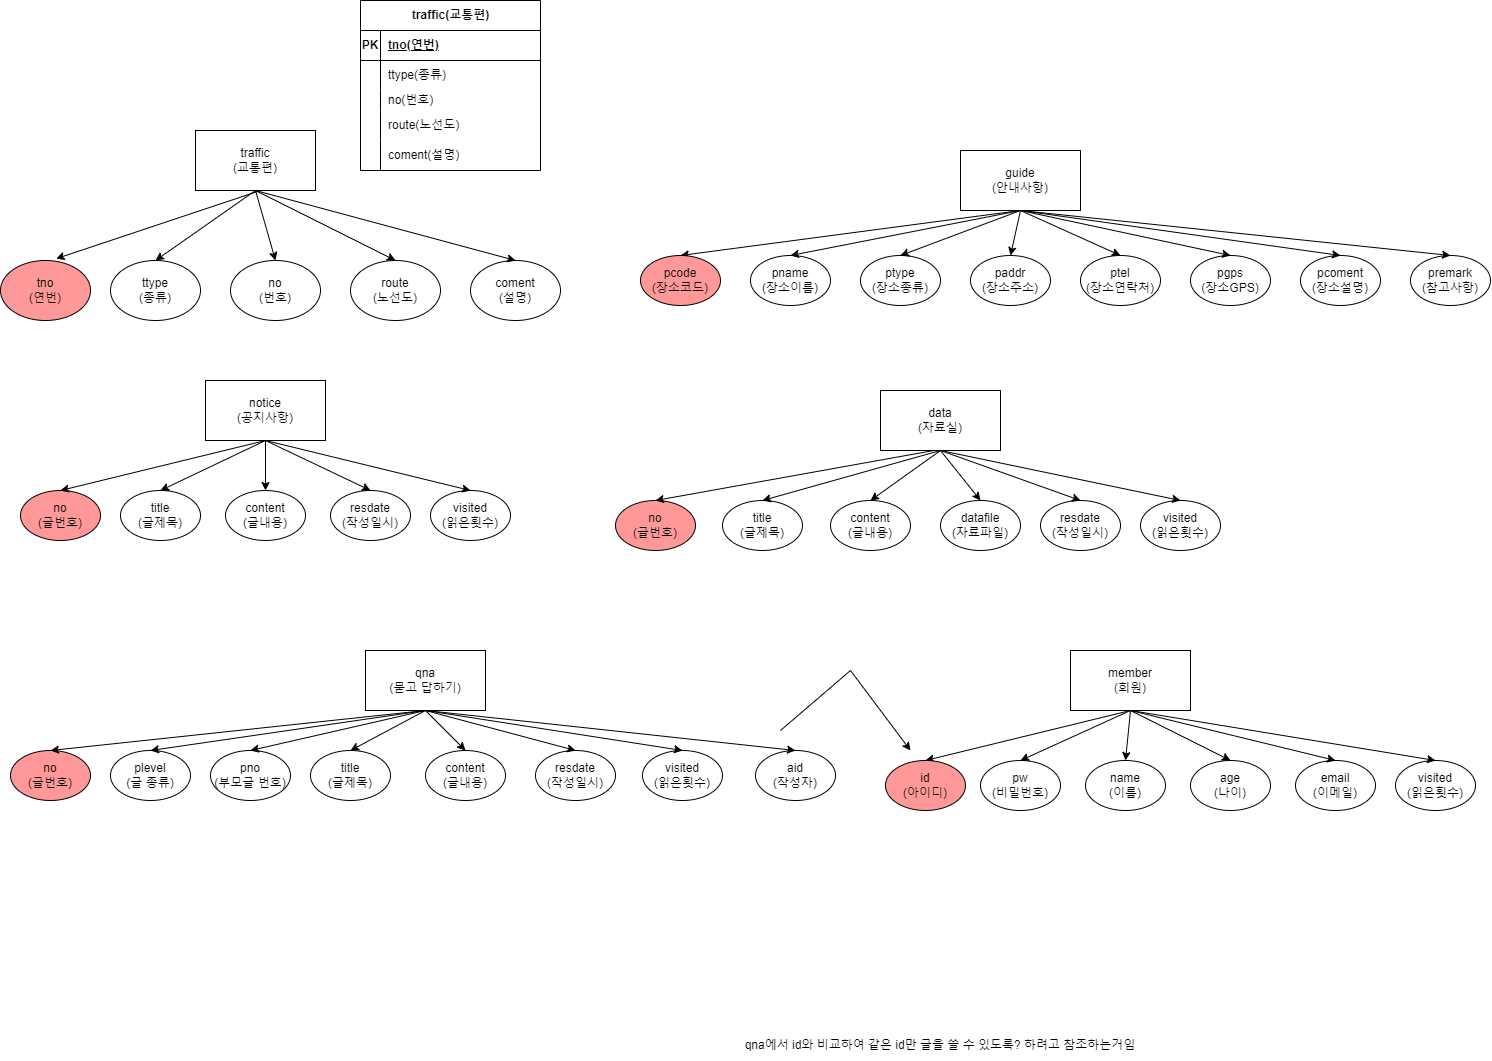 traffic(교통편)
PK
tno(연번)
ttype(종류)
no(번호)
route(노선도)
coment(설명)
traffic
(교통편)
tno
(연번)
ttype
(종류)
no
(번호)
route
(노선도)
coment
(설명)
guide
(안내사항)
pcode
(장소코드)
pname
(장소이름)
ptype
(장소종류)
paddr
(장소주소)
ptel
(장소연락처)
pgps
(장소GPS)
pcoment
(장소설명)
premark
(참고사항)
notice
(공지사항)
no
(글번호)
title
(글제목)
content
(글내용)
resdate
(작성일시)
visited
(읽은횟수)
data
(자료실)
no
(글번호)
title
(글제목)
content
(글내용)
datafile
(자료파일)
resdate
(작성일시)
visited
(읽은횟수)
qna
(묻고 답하기)
no
(글번호)
plevel
(글 종류)
pno
(부모글 번호)
title
(글제목)
content
(글내용)
resdate
(작성일시)
visited
(읽은횟수)
aid
(작성자)
member
(회원)
id
(아이디)
pw
(비밀번호)
name
(이름)
age
(나이)
email
(이메일)
visited
(읽은횟수)
qna에서 id와 비교하여 같은 id만 글을 쓸 수 있도록? 하려고 참조하는거임